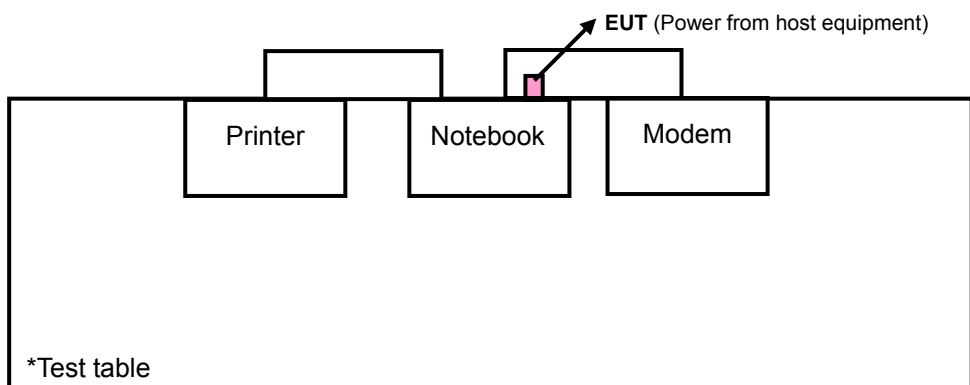 EUT (Power from host equipment)
Printer
Notebook
Modem
*Test table